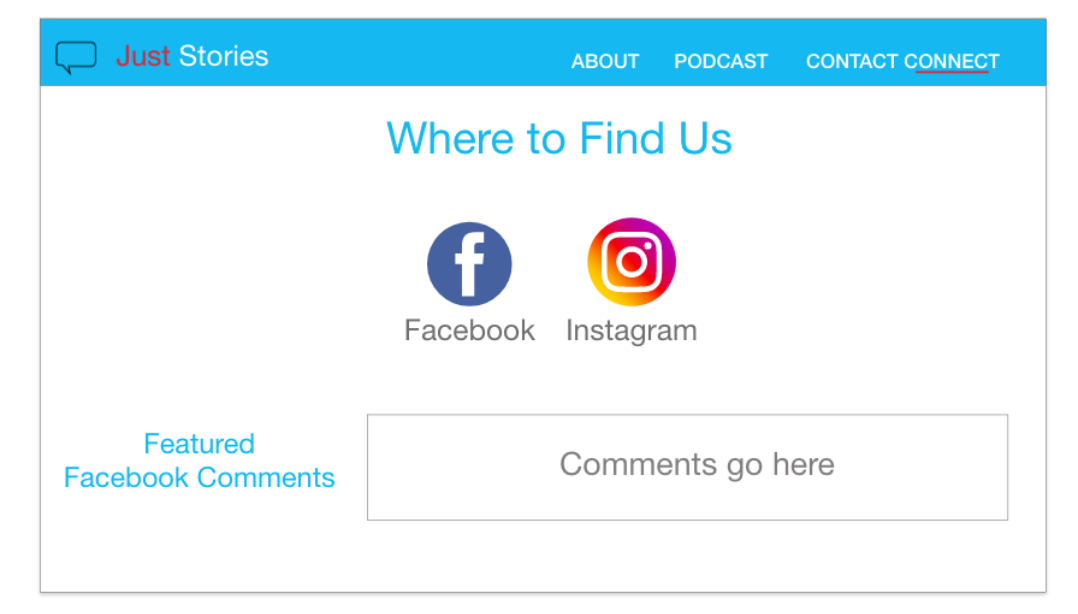 Just Stories
ABOUT PODCAST CONTACT CONNECT
Where to Find Us
Facebook Instagram
Featured
Facebook Comments
Comments go here